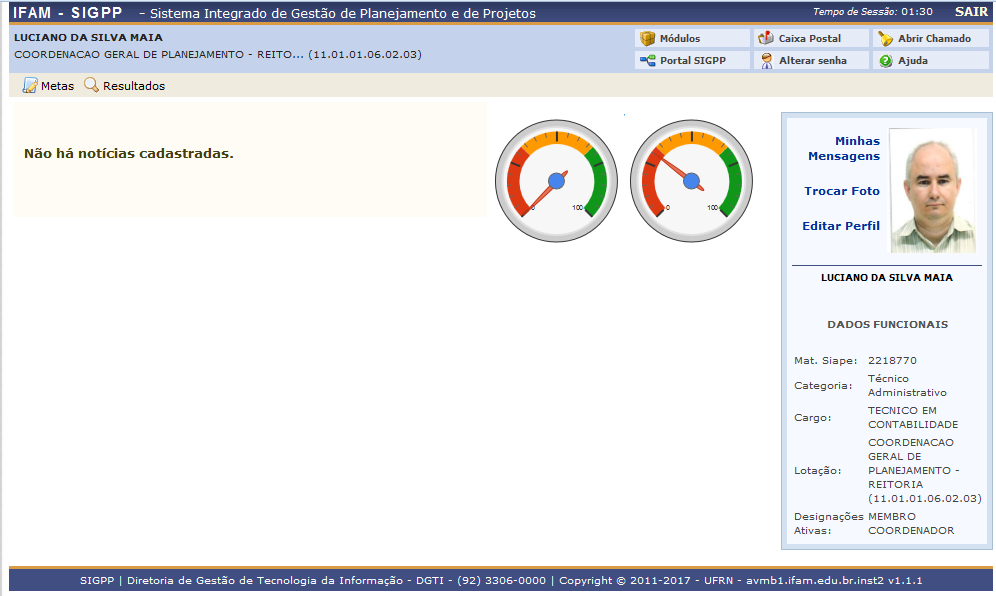 IFAM - SIGPP - Sistema Integrado de Gestão de Planejamento e de Projetos
Tempo de Sessão: 01:30 SAIR
LUCIANO DA SILVA MAIA
COORDENACAO GERAL DE PLANEJAMENTO - REITO... (11.01.01.06.02.03)
Módulos Caixa Postal Abrir Chamado
Portal SIGPP Alterar senha Ajuda
Metas Resultados
Não há notícias cadastradas.
0 100
0 100
Minhas
Mensagens
Trocar Foto
Editar Perfil
LUCIANO DA SILVA MAIA
DADOS FUNCIONAIS
Mat. Siape: 2218770
Categoria: Técnico
Administrativo
Cargo: TECNICO EM
CONTABILIDADE
Lotação: COORDENACAO
GERAL DE
PLANEJAMENTO -
REITORIA
(11.01.01.06.02.03)
Designações MEMBRO
Ativas: COORDENADOR
SIGPP | Diretoria de Gestão de Tecnologia da Informação - DGTI - (92) 3306-0000 | Copyright © 2011-2017 - UFRN - avmb1.ifam.edu.br.inst2 v1.1.1